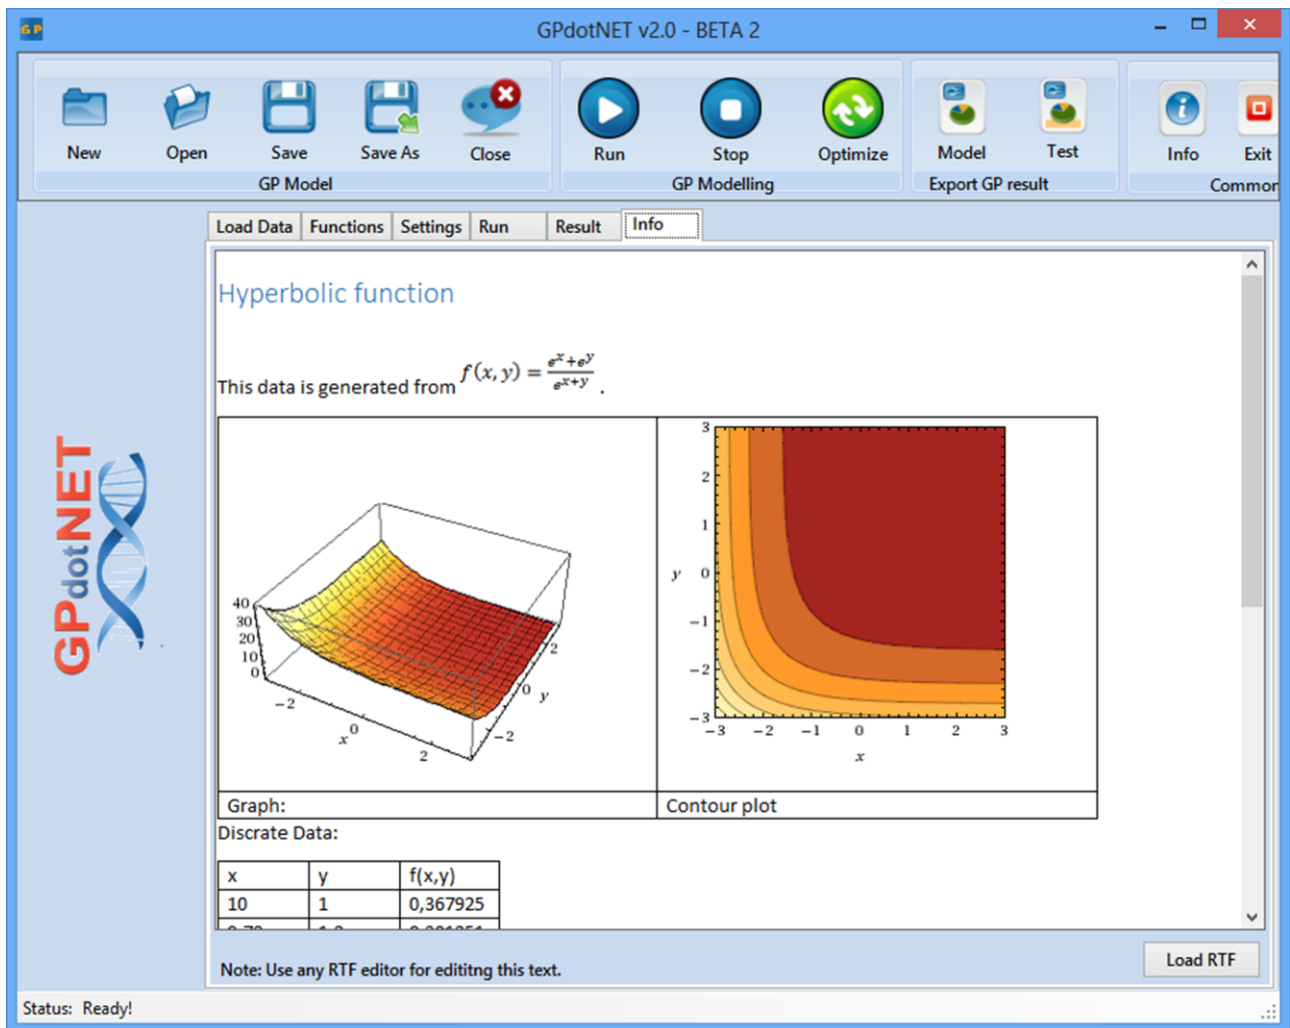 GP
GPdotNET v2.0 - BETA 2
New Open Save Save As Close
GP Model
Run Stop Optimize
GP Modelling
Model Test
Export GP result
Info Exit
Common
Load Data Functions Settings Run Result Info
GPdotNET
Hyperbolic function
This data is generated from f(x, y) = \frac{e^x+e^y}{e^{x+y}} .
40
30
20
10
0
-2
x 0
2
-2
0 y
2
3
2
1
y 0
-1
-2
-3
-3 -2 -1 0 1 2 3
x
Graph: Contour plot
Discrate Data:
x y f(x,y)
10 1 0,367925
Note: Use any RTF editor for edititng this text.
Load RTF
Status: Ready!